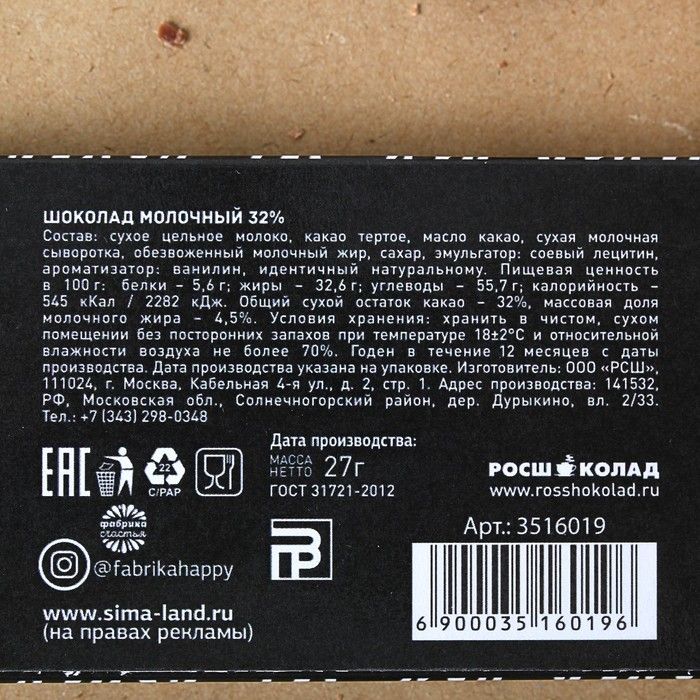 ШОКОЛАД МОЛОЧНЫЙ 32%
Состав: сухое цельное молоко, какао тертое, масло какао, сухая молочная
сыворотка, обезвоженный молочный жир, сахар, эмульгатор: соевый лецитин,
ароматизатор: ванилин, идентичный натуральному. Пищевая ценность
в 100 г: белки – 5,6 г; жиры – 32,6 г; углеводы – 55,7 г; калорийность –
545 кКал / 2282 кДж. Общий сухой остаток какао – 32%, массовая доля
молочного жира – 4,5%. Условия хранения: хранить в чистом, сухом
помещении без посторонних запахов при температуре 18±2°С и относительной
влажности воздуха не более 70%. Годен в течение 12 месяцев с даты
производства. Дата производства указана на упаковке. Изготовитель: ООО «РСШ»,
111024, г. Москва, Кабельная 4-я ул., д. 2, стр. 1. Адрес производства: 141532,
РФ, Московская обл., Солнечногорский район, дер. Дурыкино, вл. 2/33.
Тел.: +7 (343) 298-0348
EAC
22
C/PAP
Дата производства:
МАССА
НЕТТО 27г
ГОСТ 31721-2012
РОСШОКОЛАД
www.rosshokolad.ru
фабрика
счастья
@fabrikahappy
www.sima-land.ru
(на правах рекламы)
Арт.: 3516019
6 900035 160196